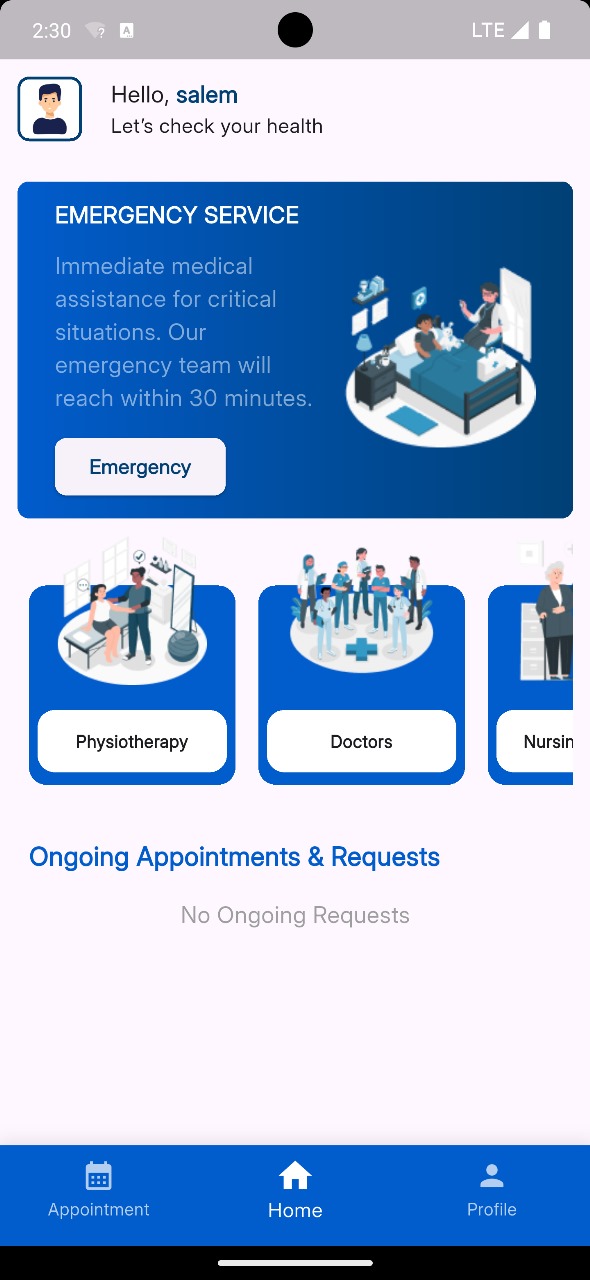 2:30
LTE
Hello, salem
Let's check your health
EMERGENCY SERVICE
Immediate medical
assistance for critical
situations. Our
emergency team will
reach within 30 minutes.
Emergency
Physiotherapy
Doctors
Nursin
Ongoing Appointments & Requests
No Ongoing Requests
Appointment
Home
Profile